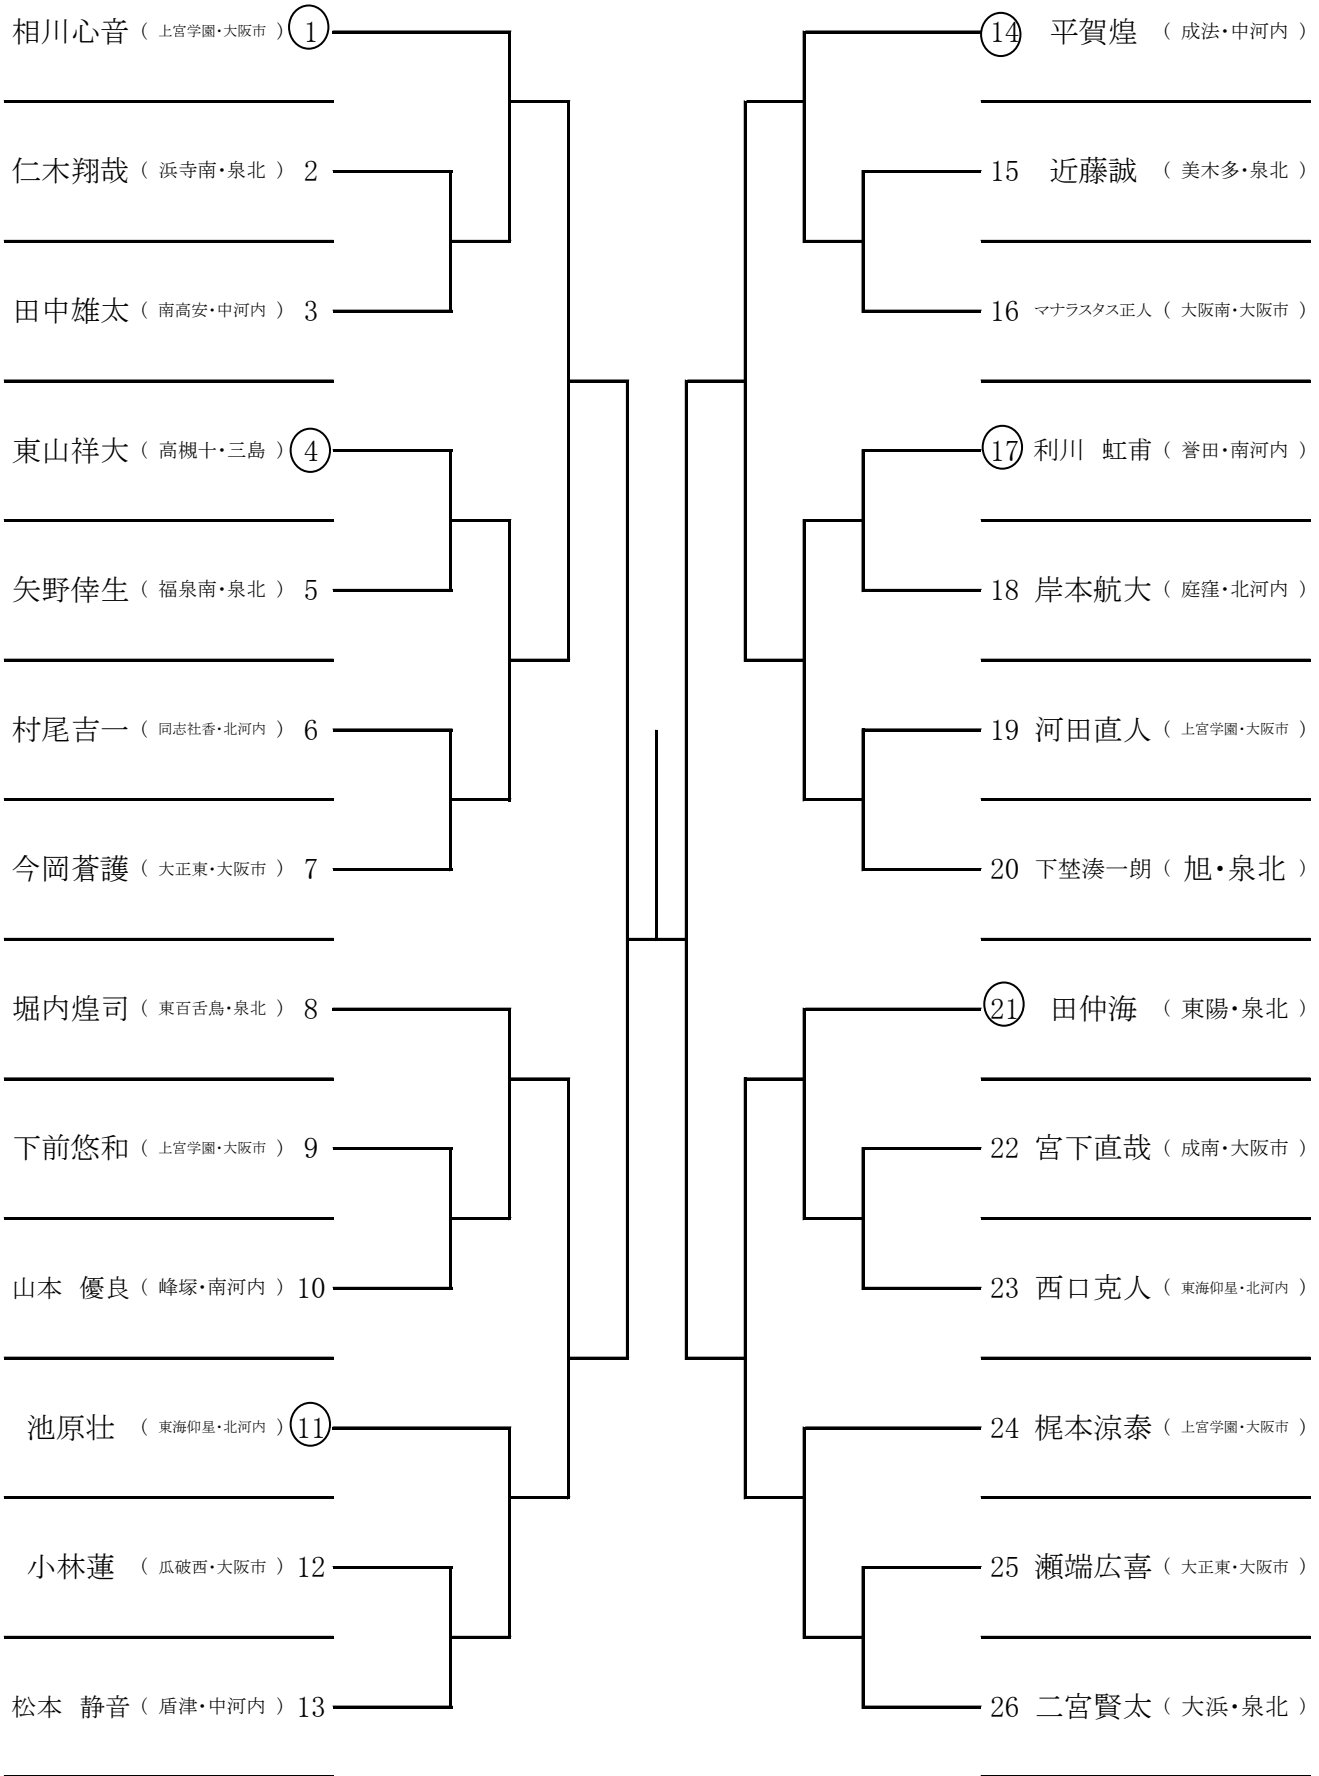 相川心音 ( 上宮学園・大阪市 ) 1
仁木翔哉 ( 浜寺南・泉北 ) 2
田中雄太 ( 南高安・中河内 ) 3
東山祥大 ( 高槻十・三島 ) 4
矢野倖生 ( 福泉南・泉北 ) 5
村尾吉一 ( 同志社香・北河内 ) 6
今岡蒼護 ( 大正東・大阪市 ) 7
堀内煌司 ( 東百舌鳥・泉北 ) 8
下前悠和 ( 上宮学園・大阪市 ) 9
山本 優良 ( 峰塚・南河内 ) 10
池原壮 ( 東海仰星・北河内 ) 11
小林蓮 ( 瓜破西・大阪市 ) 12
松本 静音 ( 盾津・中河内 ) 13
14 平賀煌 ( 成法・中河内 )
15 近藤誠 ( 美木多・泉北 )
16 マナラスタス正人 ( 大阪南・大阪市 )
17 利川 虹甫 ( 誉田・南河内 )
18 岸本航大 ( 庭窪・北河内 )
19 河田直人 ( 上宮学園・大阪市 )
20 下埜湊一朗 ( 旭・泉北 )
21 田仲海 ( 東陽・泉北 )
22 宮下直哉 ( 成南・大阪市 )
23 西口克人 ( 東海仰星・北河内 )
24 梶本涼泰 ( 上宮学園・大阪市 )
25 瀬端広喜 ( 大正東・大阪市 )
26 二宮賢太 ( 大浜・泉北 )